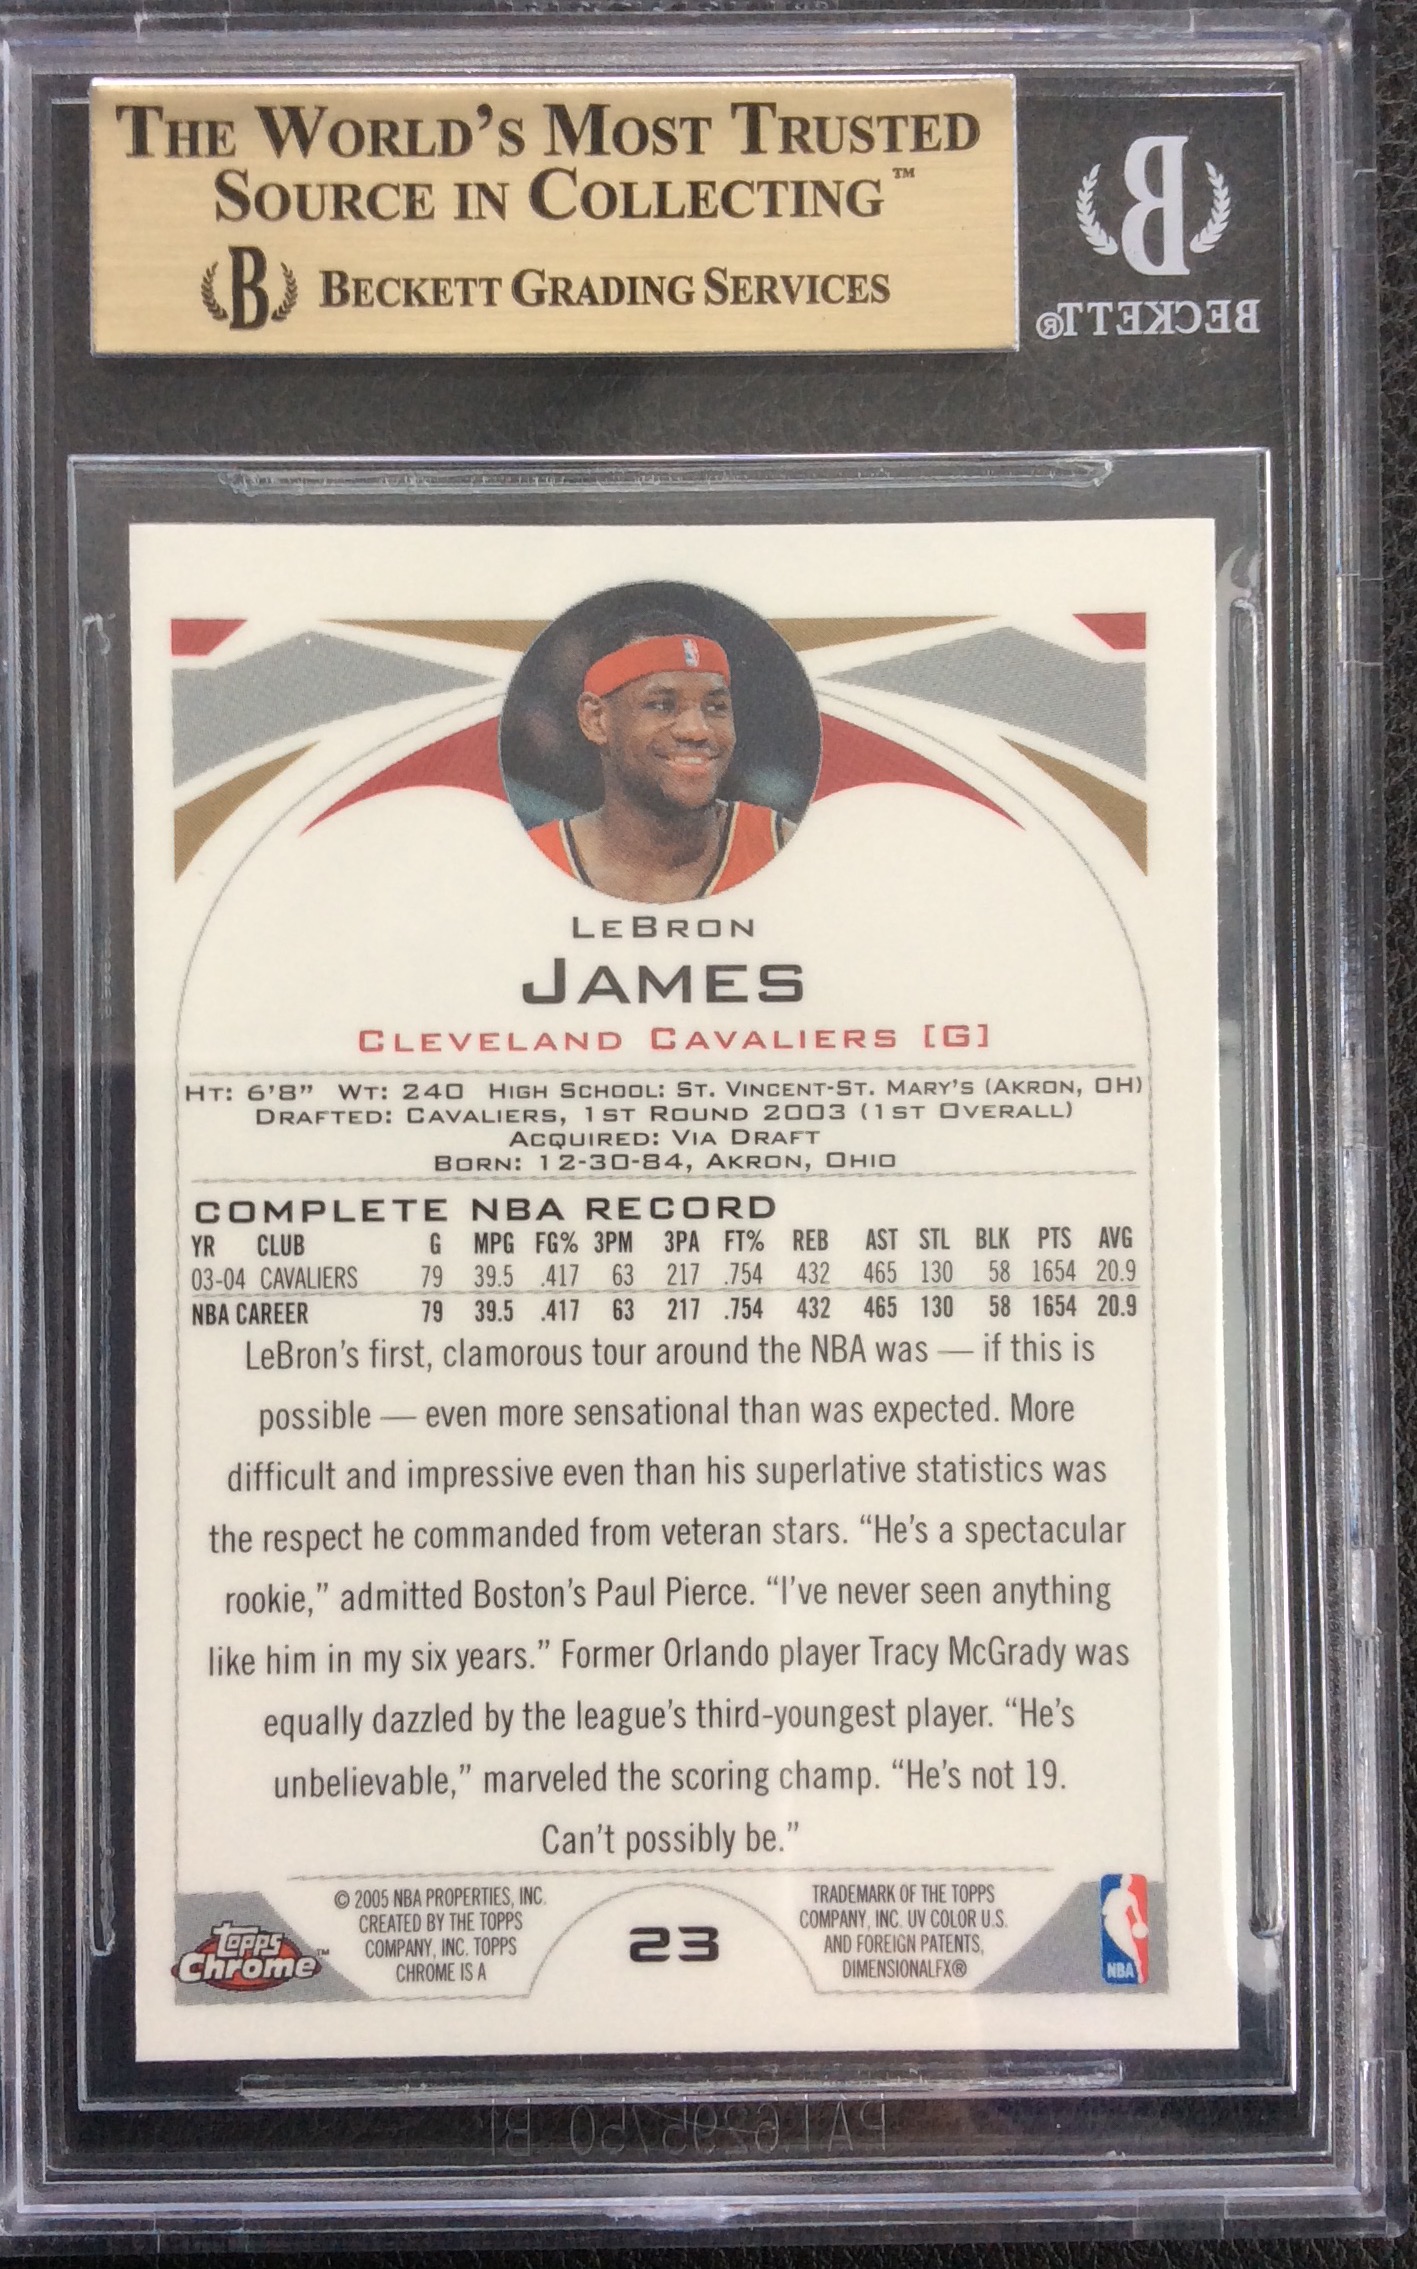 THE WORLD'S MOST TRUSTED
SOURCE IN COLLECTING™
B BECKETT GRADING SERVICES
B
BECKETT®
LEBRON
JAMES
CLEVELAND CAVALIERS [G]
HT: 6'8" WT: 240 HIGH SCHOOL: ST. VINCENT-ST. MARY'S (AKRON, OH)
DRAFTED: CAVALIERS, 1ST ROUND 2003 (1ST OVERALL)
ACQUIRED: VIA DRAFT
BORN: 12-30-84, AKRON, OHIO
COMPLETE NBA RECORD
YR CLUB G MPG FG% 3PM 3PA FT% REB AST STL BLK PTS AVG
03-04 CAVALIERS 79 39.5 .417 63 217 .754 432 465 130 58 1654 20.9
NBA CAREER 79 39.5 .417 63 217 .754 432 465 130 58 1654 20.9
LeBron's first, clamorous tour around the NBA was — if this is
possible — even more sensational than was expected. More
difficult and impressive even than his superlative statistics was
the respect he commanded from veteran stars. "He's a spectacular
rookie," admitted Boston's Paul Pierce. "I've never seen anything
like him in my six years." Former Orlando player Tracy McGrady was
equally dazzled by the league's third-youngest player. "He's
unbelievable," marveled the scoring champ. "He's not 19.
Can't possibly be."
Topps
Chrome™
© 2005 NBA PROPERTIES, INC.
CREATED BY THE TOPPS
COMPANY, INC. TOPPS
CHROME IS A
23
TRADEMARK OF THE TOPPS
COMPANY, INC. UV COLOR U.S.
AND FOREIGN PATENTS,
DIMENSIONALFX®
NBA